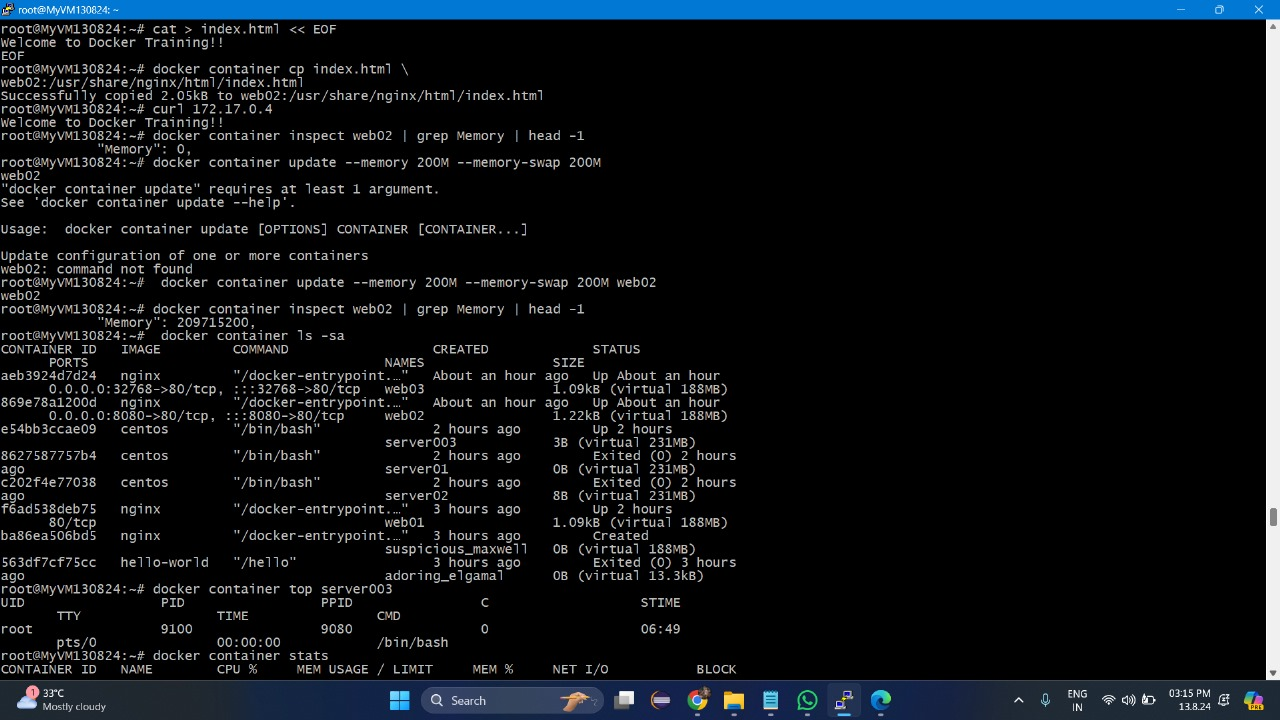 root@MyVM130824: ~
root@MyVM130824:~# cat > index.html << EOF
Welcome to Docker Training!!
EOF
root@MyVM130824:~# docker container cp index.html \
web02:/usr/share/nginx/html/index.html
Successfully copied 2.05kB to web02:/usr/share/nginx/html/index.html
root@MyVM130824:~# curl 172.17.0.4
Welcome to Docker Training!!
root@MyVM130824:~# docker container inspect web02 | grep Memory | head -1
"Memory": 0,
root@MyVM130824:~# docker container update --memory 200M --memory-swap 200M
web02
"docker container update" requires at least 1 argument.
See 'docker container update --help'.
Usage:  docker container update [OPTIONS] CONTAINER [CONTAINER...]
Update configuration of one or more containers
web02: command not found
root@MyVM130824:~#  docker container update --memory 200M --memory-swap 200M web02
web02
root@MyVM130824:~# docker container inspect web02 | grep Memory | head -1
"Memory": 209715200,
root@MyVM130824:~#  docker container ls -sa
CONTAINER ID   IMAGE         COMMAND                  CREATED             STATUS
PORTS                                     NAMES                SIZE
aeb3924d7d24   nginx         "/docker-entrypoint.…"   About an hour ago   Up About an hour
0.0.0.0:32768->80/tcp, :::32768->80/tcp   web03                1.09kB (virtual 188MB)
869e78a1200d   nginx         "/docker-entrypoint.…"   About an hour ago   Up About an hour
0.0.0.0:8080->80/tcp, :::8080->80/tcp     web02                1.22kB (virtual 188MB)
e54bb3ccae09   centos        "/bin/bash"              2 hours ago         Up 2 hours
server003            3B (virtual 231MB)
8627587757b4   centos        "/bin/bash"              2 hours ago         Exited (0) 2 hours
ago                                               server01             0B (virtual 231MB)
c202f4e77038   centos        "/bin/bash"              2 hours ago         Exited (0) 2 hours
ago                                               server02             8B (virtual 231MB)
f6ad538deb75   nginx         "/docker-entrypoint.…"   3 hours ago         Up 2 hours
80/tcp                                    web01                1.09kB (virtual 188MB)
ba86ea506bd5   nginx         "/docker-entrypoint.…"   3 hours ago         Created
suspicious_maxwell   0B (virtual 188MB)
563df7cf75cc   hello-world   "/hello"                 3 hours ago         Exited (0) 3 hours
ago                                               adoring_elgamal      0B (virtual 13.3kB)
root@MyVM130824:~# docker container top server003
UID                 PID                 PPID                C                   STIME
TTY                 TIME                CMD
root                9100                9080                0                   06:49
pts/0               00:00:00            /bin/bash
root@MyVM130824:~# docker container stats
CONTAINER ID   NAME        CPU %     MEM USAGE / LIMIT     MEM %     NET I/O           BLOCK
1
33°C
Mostly cloudy
Search
ENG
IN
03:15 PM
13.8.24
PRE